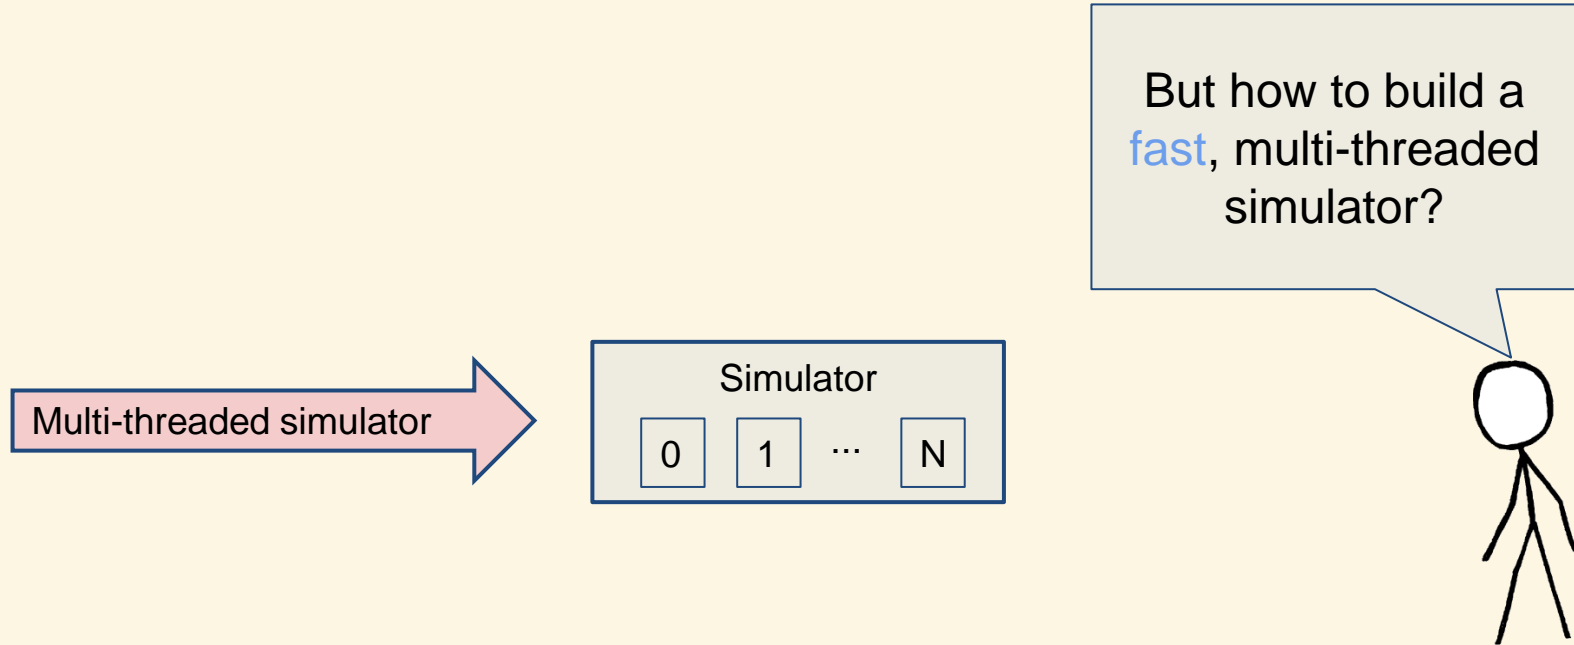 But how to build a
fast, multi-threaded
simulator?
Multi-threaded simulator
Simulator
0 1 ... N